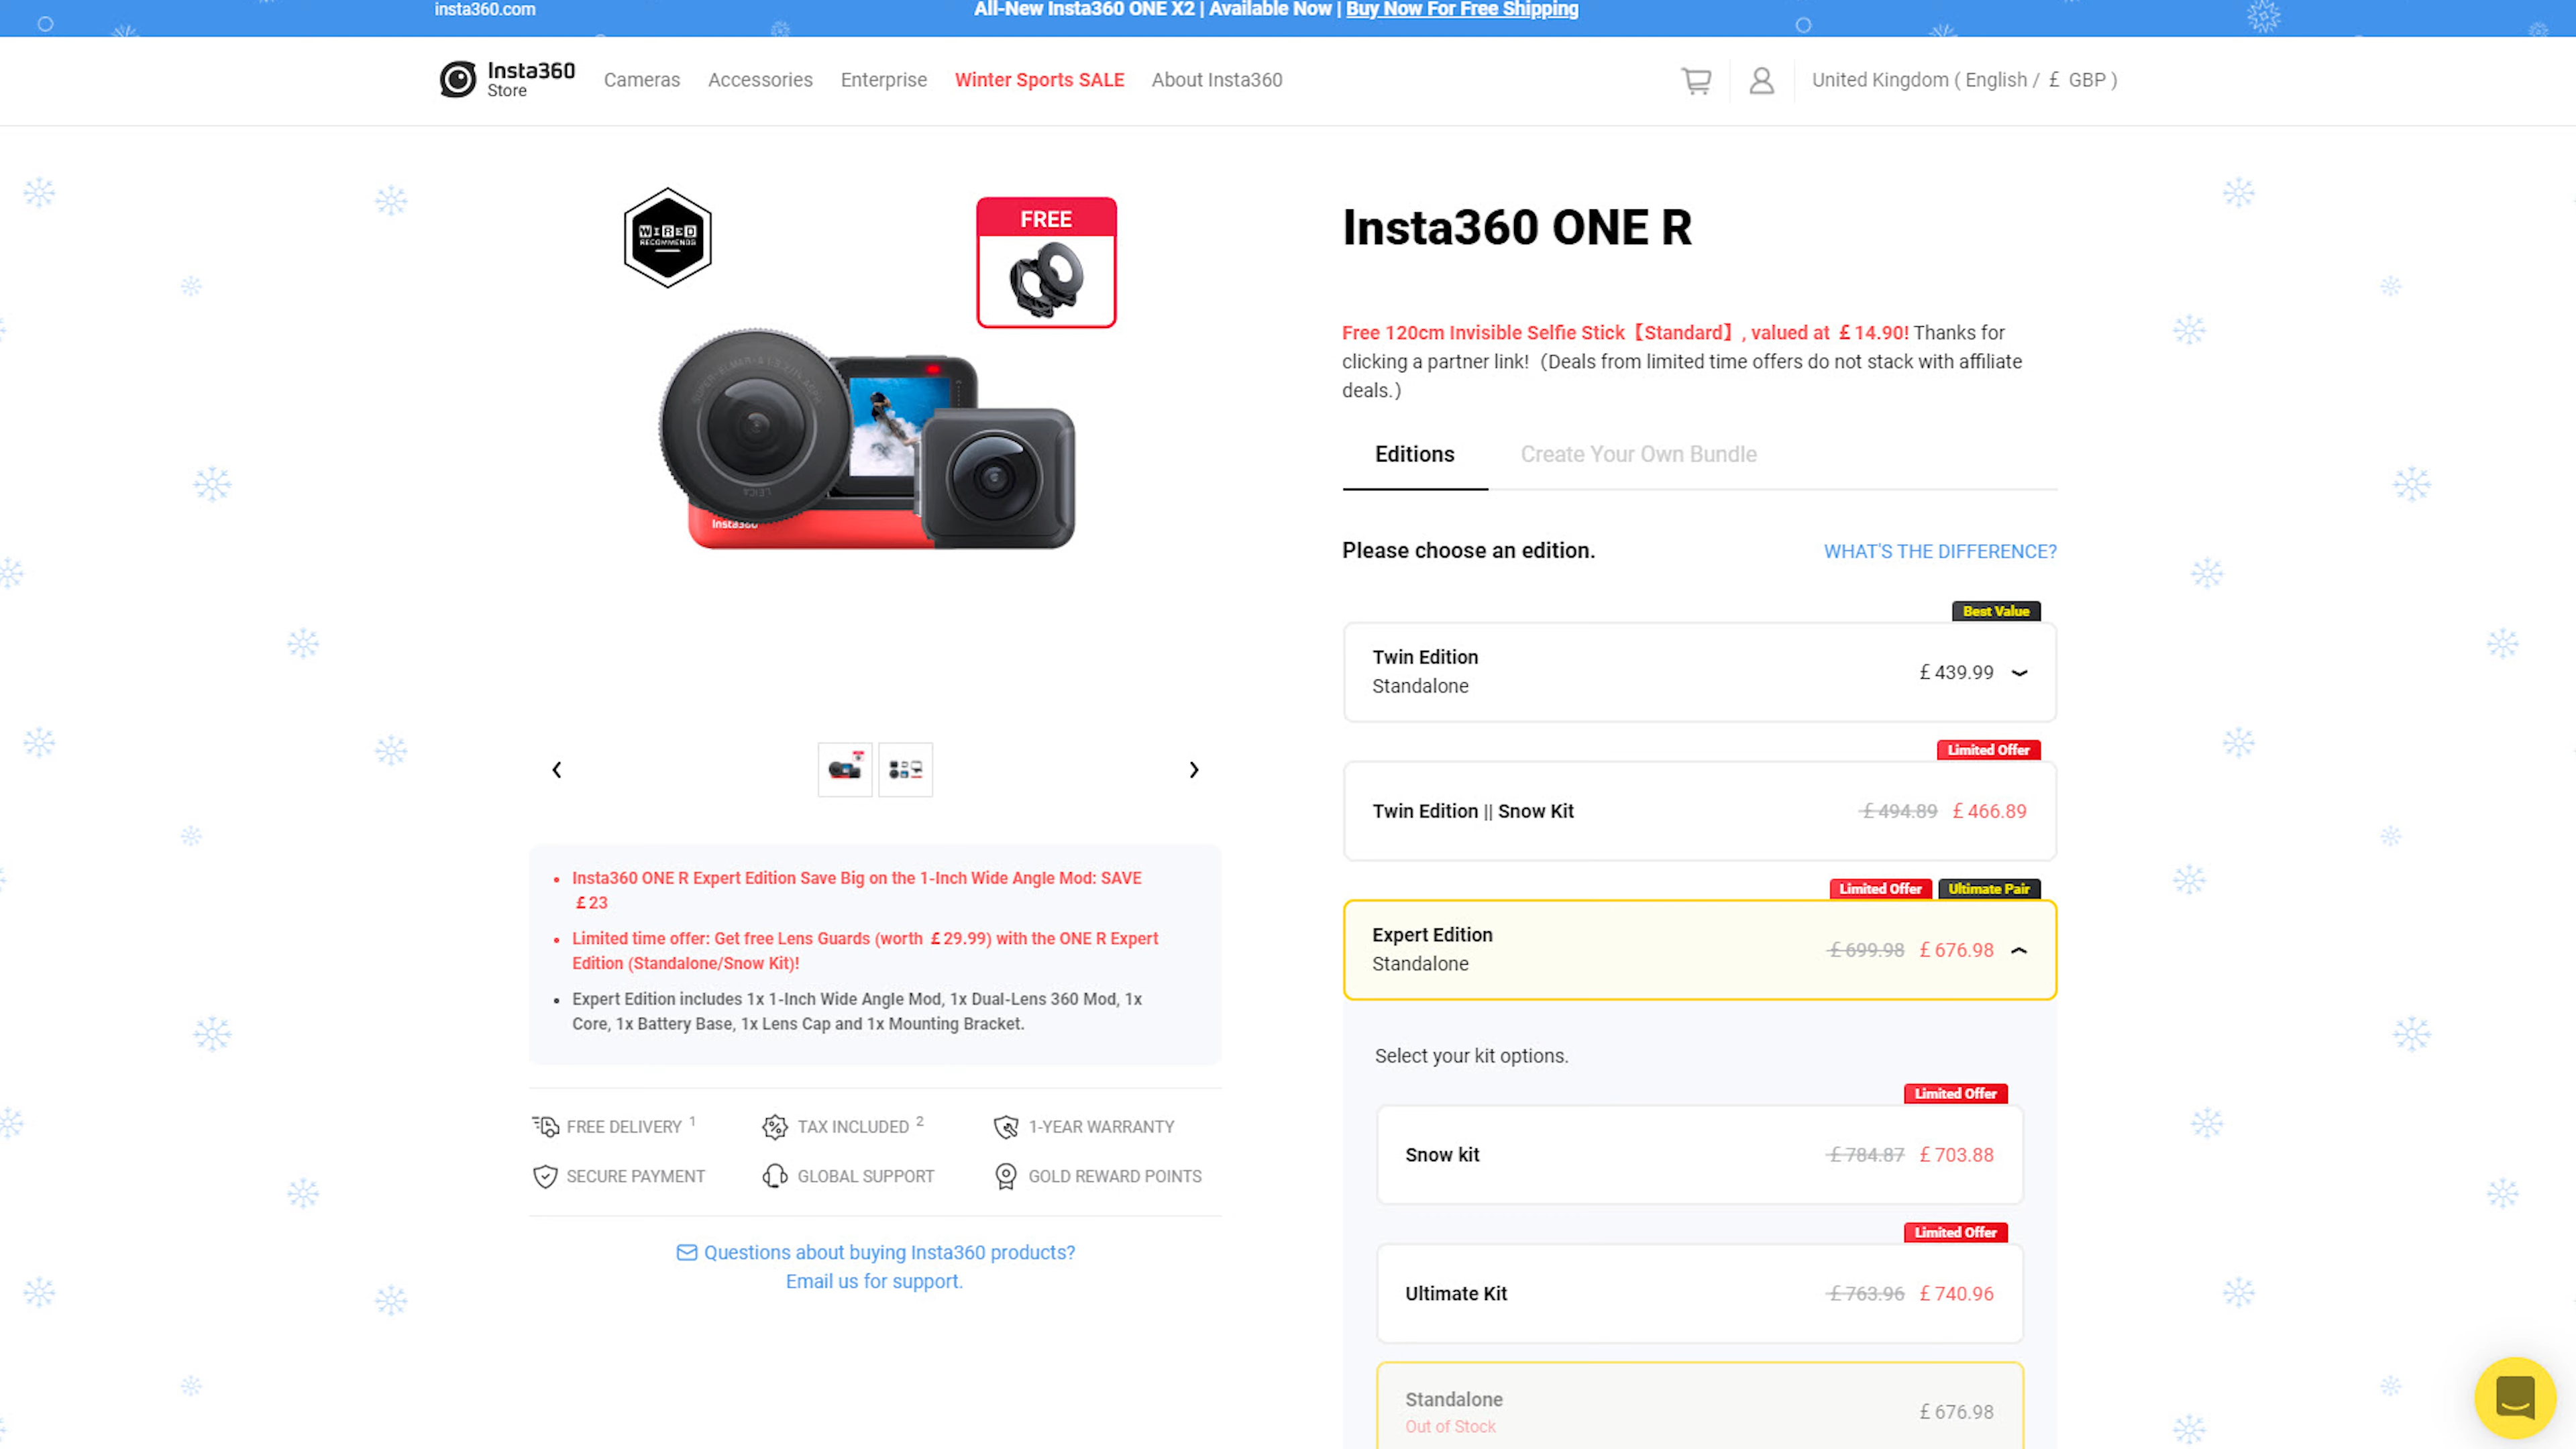 insta360.com
All-New Insta360 ONE X2 | Available Now | Buy Now For Free Shipping
Insta360
Store
Cameras
Accessories
Enterprise
Winter Sports SALE
About Insta360
United Kingdom ( English / £ GBP )
WIRED
RECOMMENDS
FREE
LEICA
Insta360
Insta360 ONE R
Free 120cm Invisible Selfie Stick【Standard】, valued at £14.90! Thanks for
clicking a partner link!（Deals from limited time offers do not stack with affiliate
deals.）
Editions
Create Your Own Bundle
Please choose an edition.
WHAT'S THE DIFFERENCE?
Best Value
Twin Edition
Standalone
£ 439.99
Limited Offer
Twin Edition || Snow Kit
£ 494.89
£ 466.89
Limited Offer
Ultimate Pair
Expert Edition
Standalone
£ 699.98
£ 676.98
Select your kit options.
Limited Offer
Snow kit
£ 784.87
£ 703.88
Limited Offer
Ultimate Kit
£ 763.96
£ 740.96
Standalone
Out of Stock
£ 676.98
• Insta360 ONE R Expert Edition Save Big on the 1-Inch Wide Angle Mod: SAVE
£23
• Limited time offer: Get free Lens Guards (worth £29.99) with the ONE R Expert
Edition (Standalone/Snow Kit)!
• Expert Edition includes 1x 1-Inch Wide Angle Mod, 1x Dual-Lens 360 Mod, 1x
Core, 1x Battery Base, 1x Lens Cap and 1x Mounting Bracket.
FREE DELIVERY 1
TAX INCLUDED 2
1-YEAR WARRANTY
SECURE PAYMENT
GLOBAL SUPPORT
GOLD REWARD POINTS
Questions about buying Insta360 products?
Email us for support.